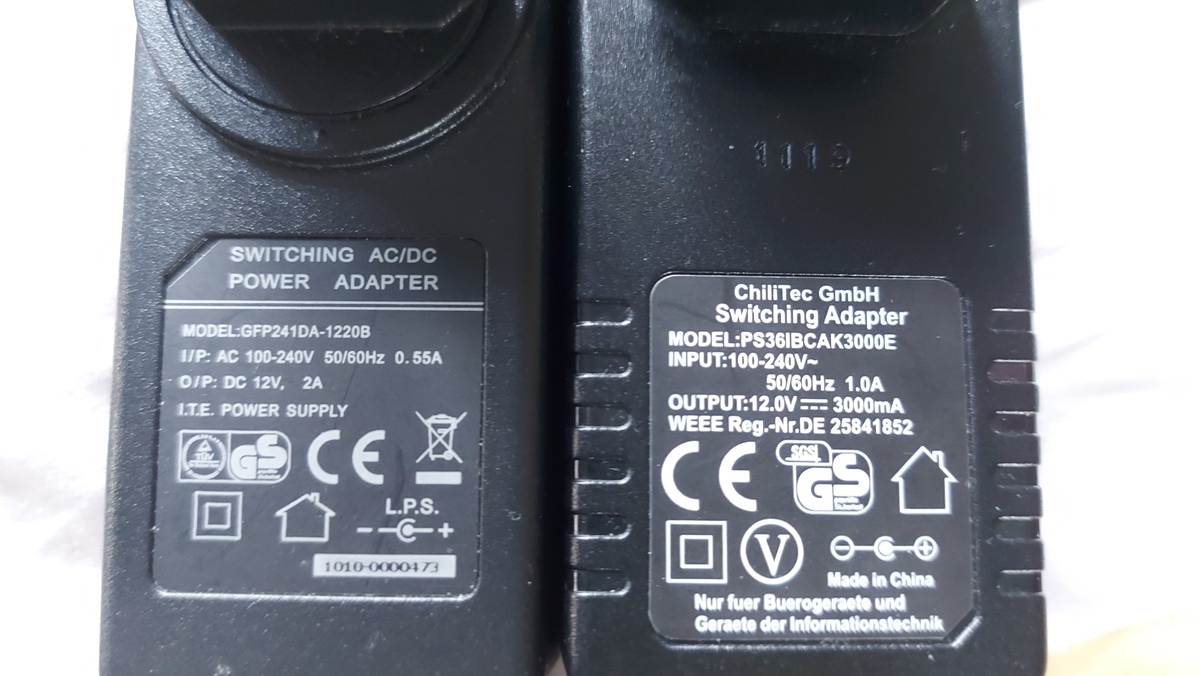 SWITCHING AC/DC
POWER ADAPTER
MODEL:GFP241DA-1220B
I/P: AC 100-240V 50/60Hz 0.55A
O/P: DC 12V, 2A
I.T.E. POWER SUPPLY
TÜV
GS
CE
L.P.S.
- +
1010-0000473
1119
ChiliTec GmbH
Switching Adapter
MODEL:PS36IBCAK3000E
INPUT:100-240V~
50/60Hz 1.0A
OUTPUT:12.0V⎓3000mA
WEEE Reg.-Nr.DE 25841852
CE
SGS
GS
V
- +
Made in China
Nur fuer Buerogeraete und
Geraete der Informationstechnik